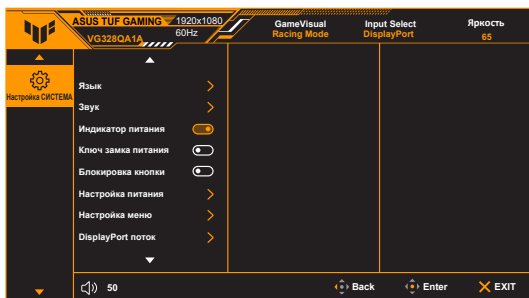 ASUS TUF GAMING
VG328QA1A
1920x1080
60Hz
GameVisual
Racing Mode
Input Select
DisplayPort
Яркость
65
Настройка СИСТЕМА
Язык
Звук
Индикатор питания
Ключ замка питания
Блокировка кнопки
Настройка питания
Настройка меню
DisplayPort поток
50
Back
Enter
EXIT